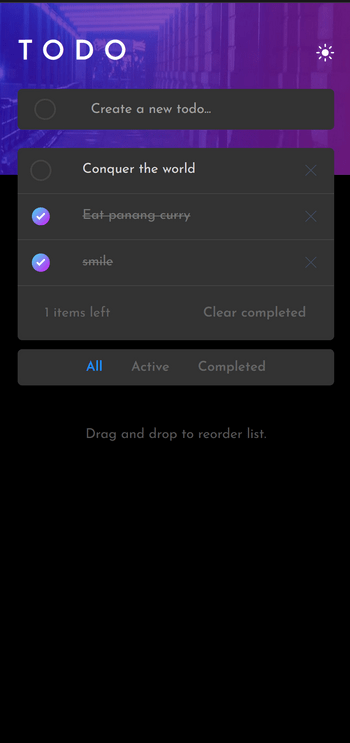 TODO
Create a new todo...
Conquer the world
Eat panang curry
smile
1 items left Clear completed
All Active Completed
Drag and drop to reorder list.